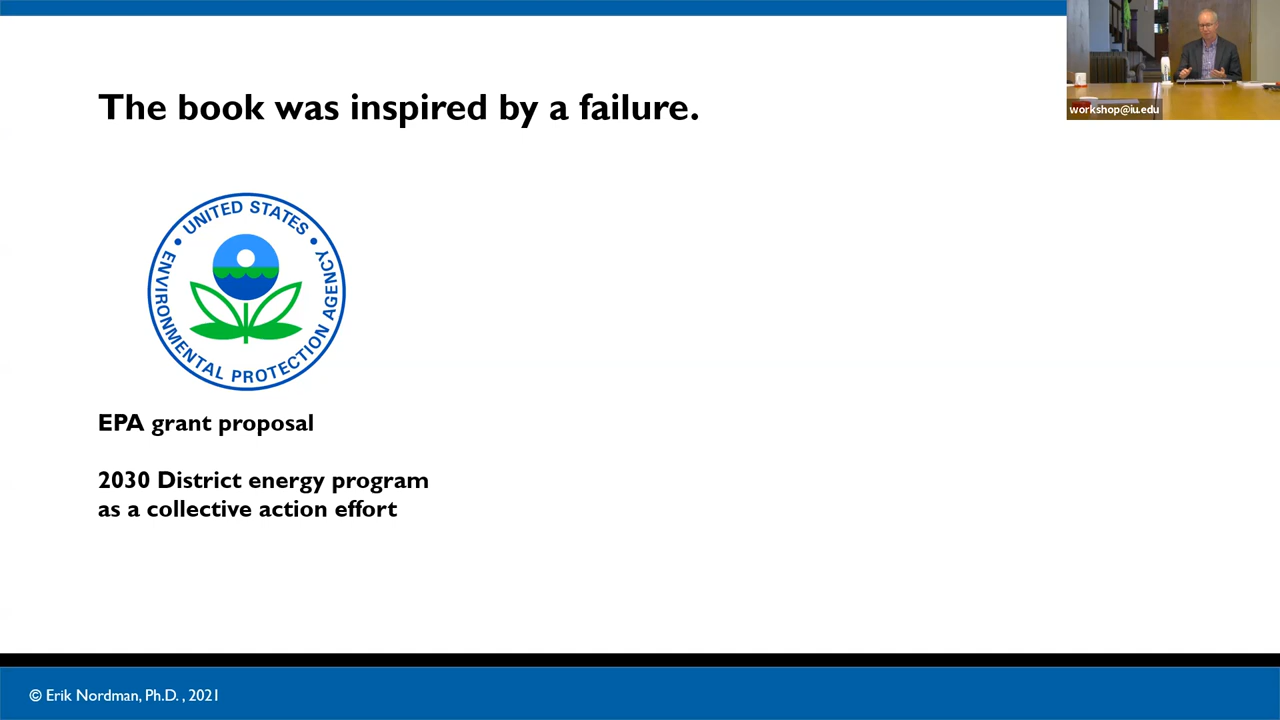 The book was inspired by a failure.
workshop@iu.edu
UNITED STATES
ENVIRONMENTAL PROTECTION AGENCY
EPA grant proposal
2030 District energy program
as a collective action effort
© Erik Nordman, Ph.D. , 2021